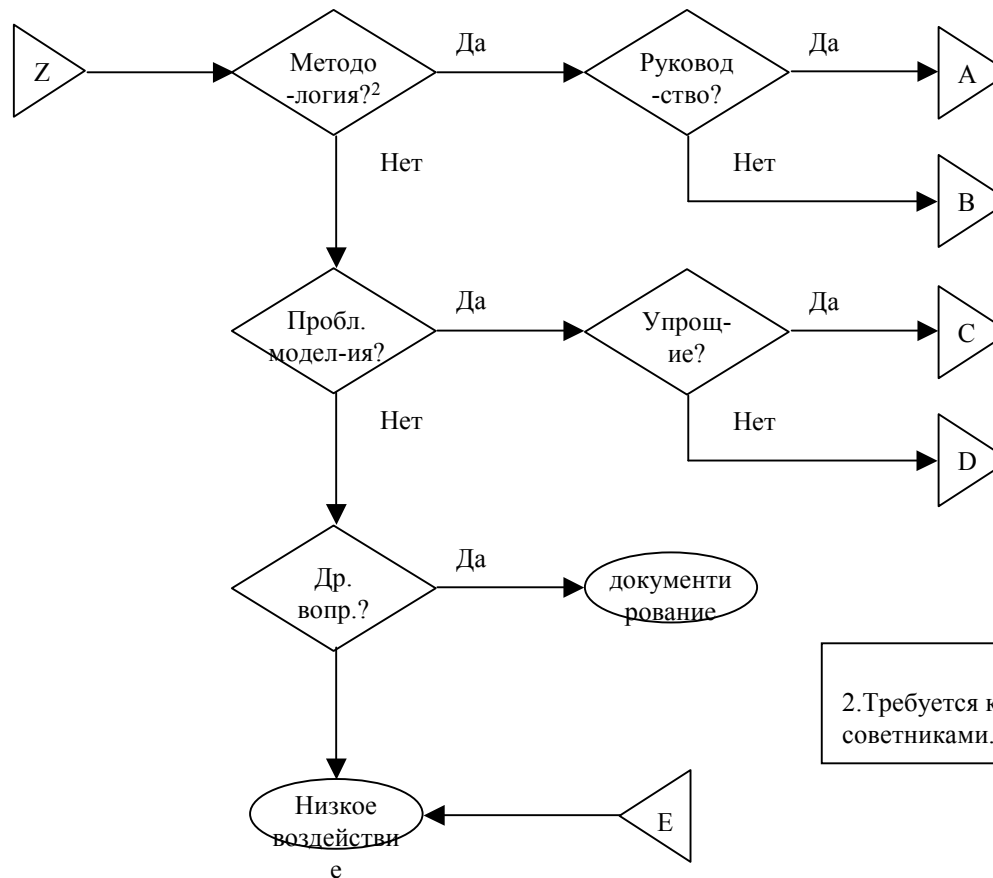 Z
Методо
-логия?2
Да
Руковод
-ство?
Да
A
Нет
Нет
B
Пробл.
модел-ия?
Да
Упрощ-
ие?
Да
C
Нет
Нет
D
Др.
вопр.?
Да
документи
рование
2.Требуется
советниками.
Низкое
воздействи
е
E